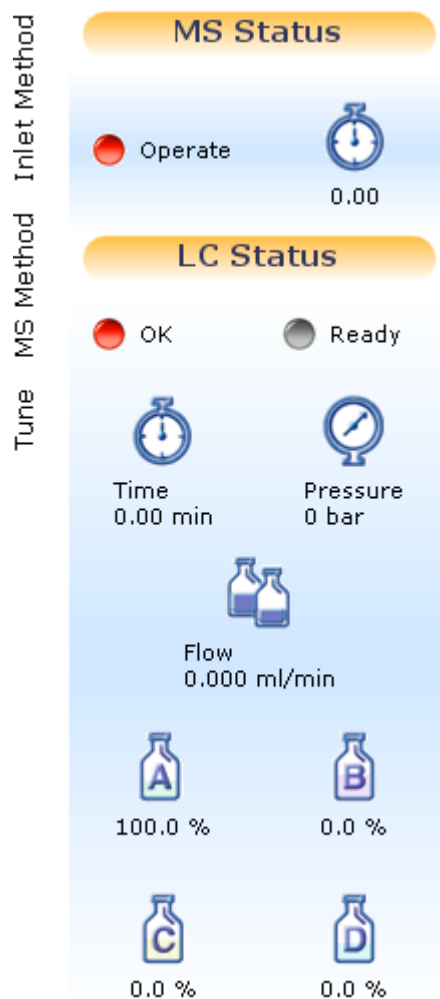 Inlet Method
MS Method
Tune
MS Status
Operate
0.00
LC Status
OK
Ready
Time
0.00 min
Pressure
0 bar
Flow
0.000 ml/min
A
100.0 %
B
0.0 %
C
0.0 %
D
0.0 %